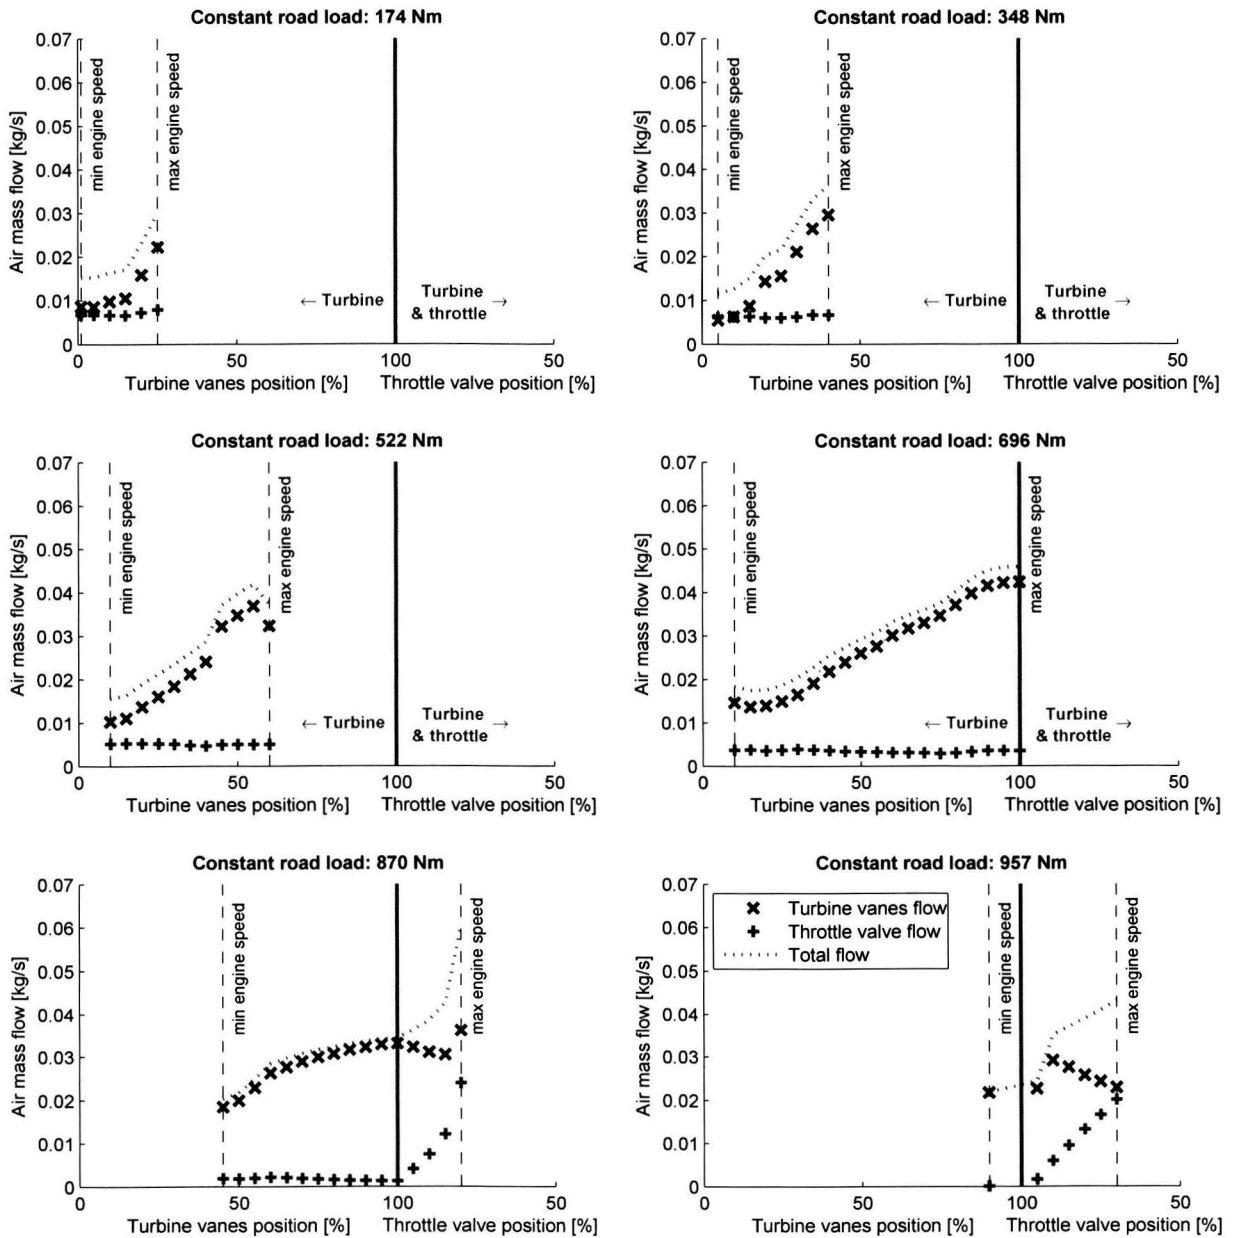 Constant road load: 174 Nm
0.07
0.06
0.05
0.04
0.03
0.02
0.01
0
Air mass flow [kg/s]
min engine speed
max engine speed
← Turbine
Turbine
& throttle →
0 50 100 50
Turbine vanes position [%] Throttle valve position [%]
Constant road load: 348 Nm
0.07
0.06
0.05
0.04
0.03
0.02
0.01
0
Air mass flow [kg/s]
min engine speed
max engine speed
← Turbine
Turbine
& throttle →
0 50 100 50
Turbine vanes position [%] Throttle valve position [%]
Constant road load: 522 Nm
0.07
0.06
0.05
0.04
0.03
0.02
0.01
0
Air mass flow [kg/s]
min engine speed
max engine speed
← Turbine
Turbine
& throttle →
0 50 100 50
Turbine vanes position [%] Throttle valve position [%]
Constant road load: 696 Nm
0.07
0.06
0.05
0.04
0.03
0.02
0.01
0
Air mass flow [kg/s]
min engine speed
max engine speed
← Turbine
Turbine
& throttle →
0 50 100 50
Turbine vanes position [%] Throttle valve position [%]
Constant road load: 870 Nm
0.07
0.06
0.05
0.04
0.03
0.02
0.01
0
Air mass flow [kg/s]
min engine speed
max engine speed
0 50 100 50
Turbine vanes position [%] Throttle valve position [%]
Constant road load: 957 Nm
0.07
0.06
0.05
0.04
0.03
0.02
0.01
0
Air mass flow [kg/s]
Turbine vanes flow
Throttle valve flow
Total flow
min engine speed
max engine speed
0 50 100 50
Turbine vanes position [%] Throttle valve position [%]